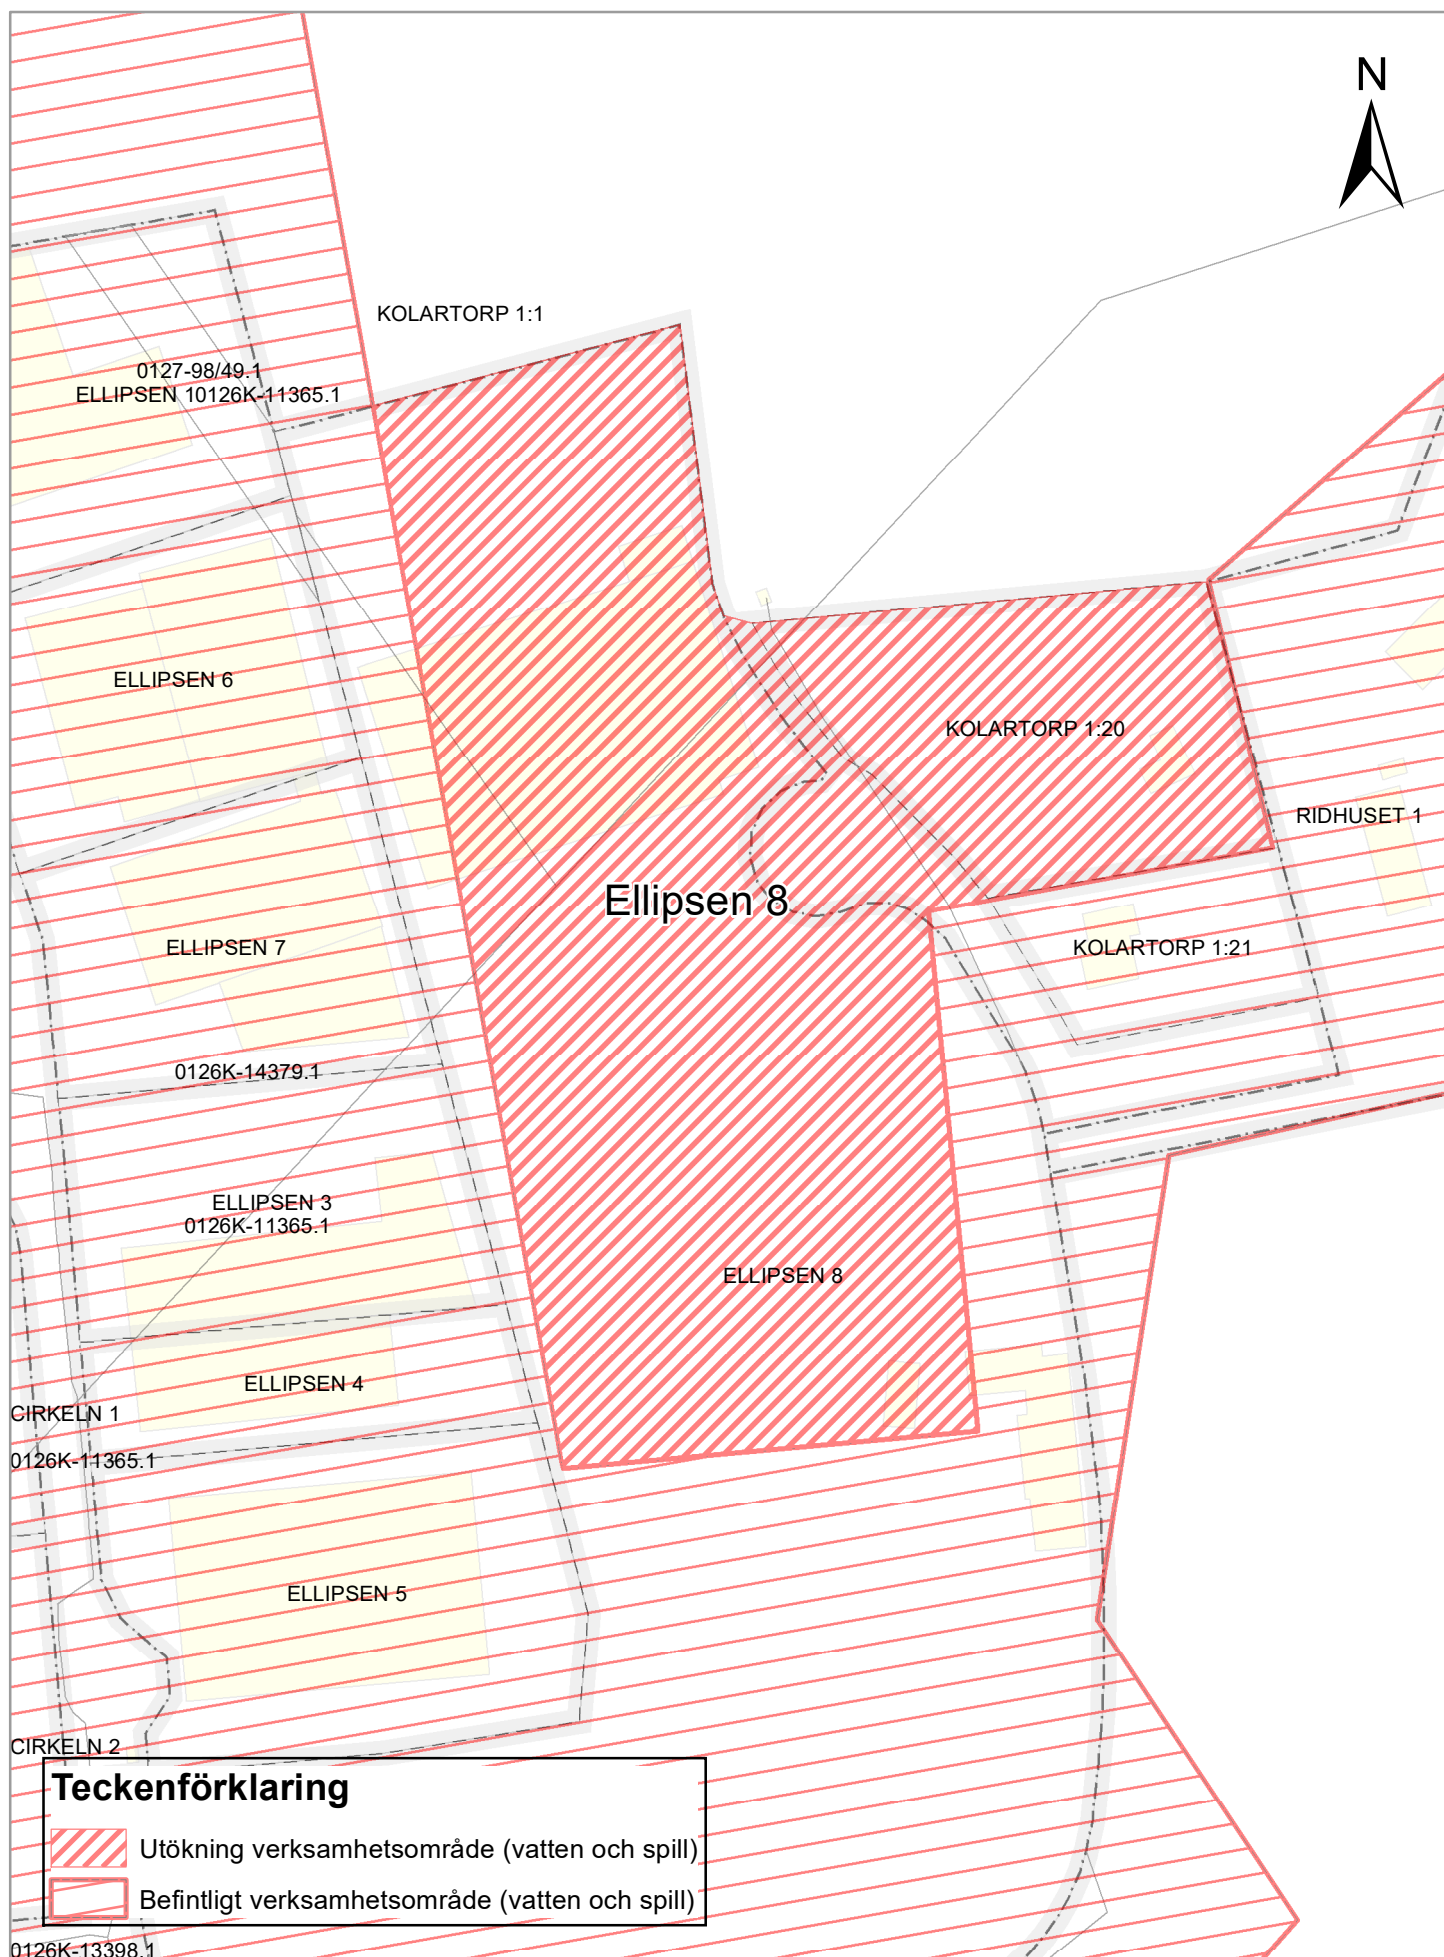 N
KOLARTORP 1:1
0127-98/49.1
ELLIPSEN 10126K-11365.1
ELLIPSEN 6
KOLARTORP 1:20
RIDHUSET 1
Ellipsen 8
ELLIPSEN 7
KOLARTORP 1:21
0126K-14379.1
ELLIPSEN 3
0126K-11365.1
ELLIPSEN 8
ELLIPSEN 4
CIRKELN 1
0126K-11365.1
ELLIPSEN 5
CIRKELN 2
Teckenförklaring
Utökning verksamhetsområde (vatten och spill)
Befintligt verksamhetsområde (vatten och spill)
0126K-13398.1